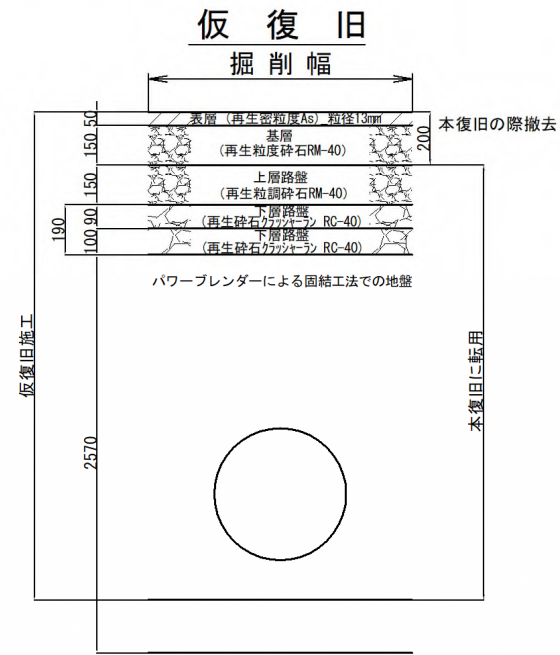 仮復旧
掘削幅
50
表層 (再生密粒度As)_粒径13mm
200
本復旧の際撤去
150
基層
(再生粒度砕石RM-40)
150
上層路盤
(再生粒調砕石RM-40)
190
90
下層路盤
(再生砕石クラッシャーラン RC-40)
100
下層路盤
(再生砕石クラッシャーラン RC-40)
パワーブレンダーによる固結工法での地盤
仮復旧施工
2570
本復旧に転用